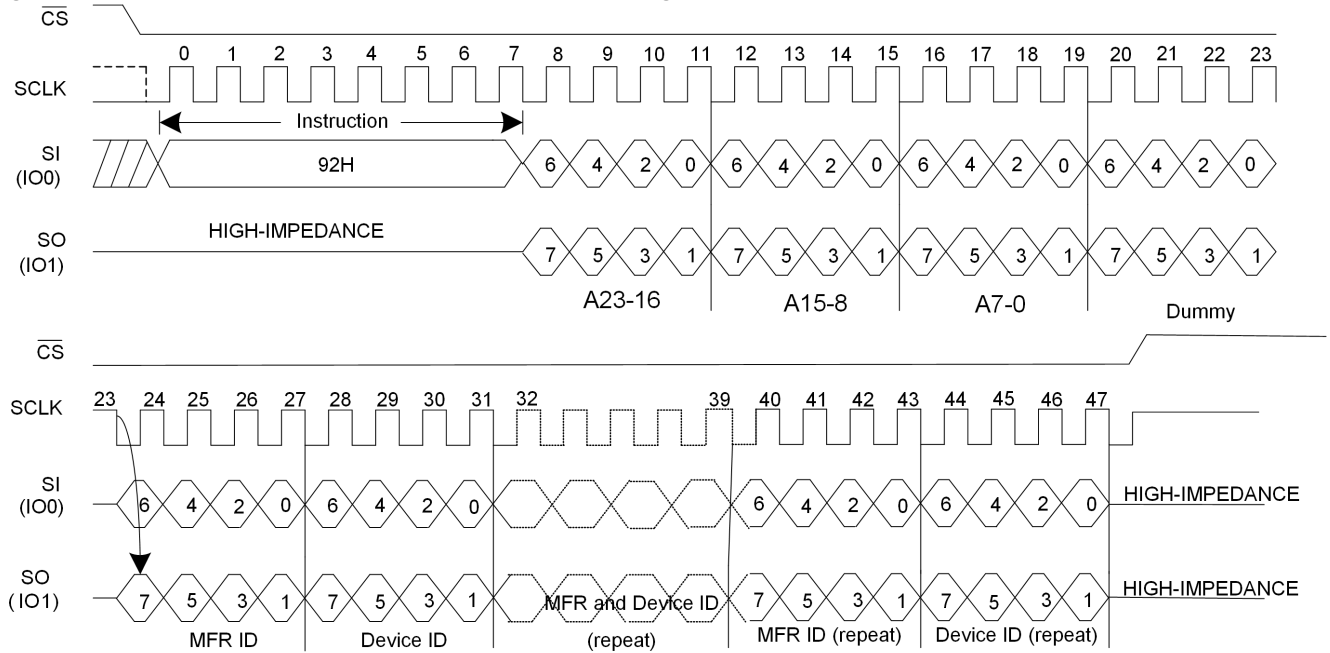 CS
0 1 2 3 4 5 6 7 8 9 10 11 12 13 14 15 16 17 18 19 20 21 22 23
SCLK
Instruction
SI
(IO0)
92H 6 4 2 0 6 4 2 0 6 4 2 0 6 4 2 0
HIGH-IMPEDANCE
SO
(IO1)
7 5 3 1 7 5 3 1 7 5 3 1 7 5 3 1
A23-16 A15-8 A7-0 Dummy
CS
23 24 25 26 27 28 29 30 31 32 39 40 41 42 43 44 45 46 47
SCLK
SI
(IO0)
6 4 2 0 6 4 2 0 6 4 2 0 6 4 2 0 HIGH-IMPEDANCE
SO
(IO1)
7 5 3 1 7 5 3 1 MFR and Device ID 7 5 3 1 7 5 3 1 HIGH-IMPEDANCE
MFR ID Device ID (repeat) MFR ID (repeat) Device ID (repeat)